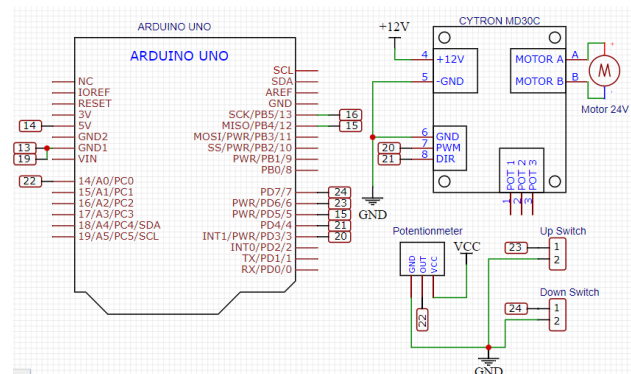 ARDUINO UNO
ARDUINO UNO
NC
IOREF
RESET
3V
14 5V
GND2
13 GND1
19 VIN
22 14/A0/PC0
15/A1/PC1
16/A2/PC2
17/A3/PC3
18/A4/PC4/SDA
19/A5/PC5/SCL
SCL
SDA
AREF
GND
SCK/PB5/13 16
MISO/PB4/12 15
MOSI/PWR/PB3/11
SS/PWR/PB2/10
PWR/PB1/9
PB0/8
PD7/7 24
PWR/PD6/6 23
PWR/PD5/5 15
PD4/4 21
INT1/PWR/PD3/3 20
INT0/PD2/2
TX/PD1/1
RX/PD0/0
CYTRON MD30C
+12V
4 +12V
5 -GND
6 GND
20 7 PWM
21 8 DIR
MOTOR A A
MOTOR B B
M
+
-
Motor 24V
POT 1
POT 2
POT 3
1
2
3
GND
Potentionmeter
GND
OUT
VCC
VCC
22
Up Switch
23 1
2
Down Switch
24 1
2
GND